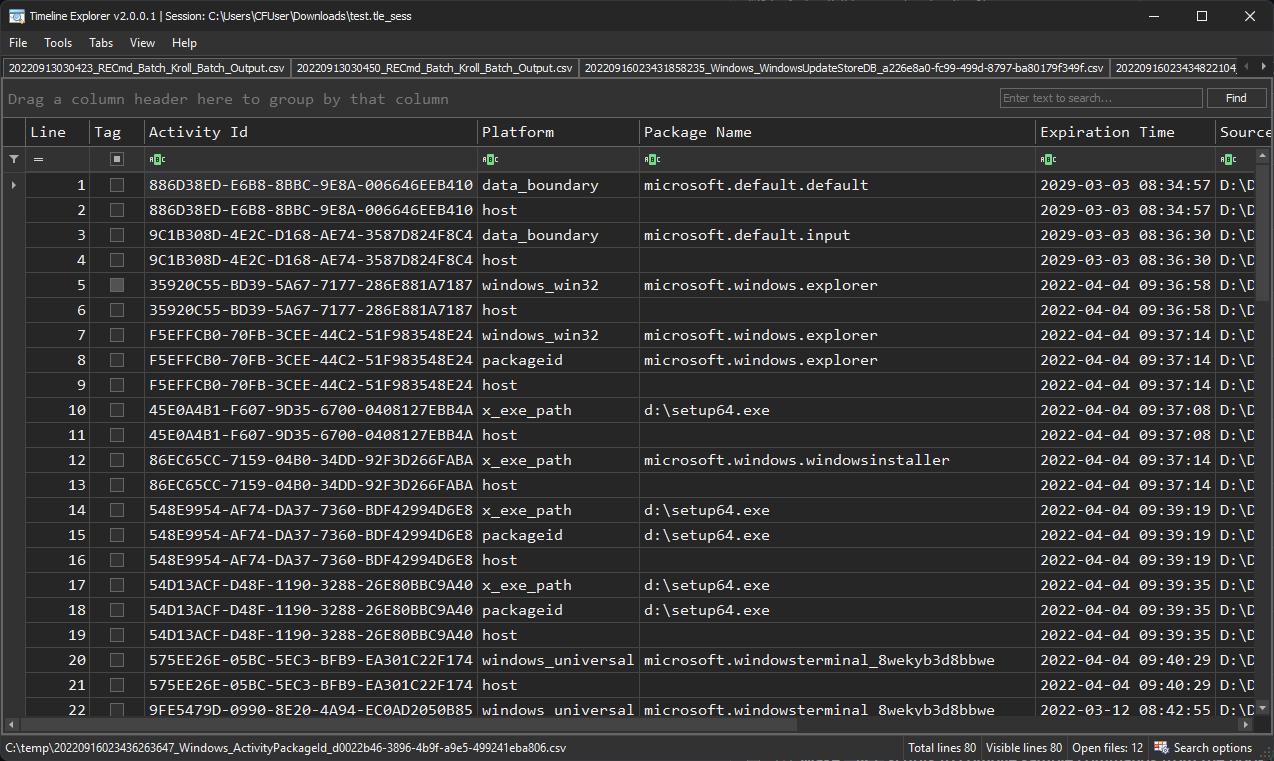 Timeline Explorer v2.0.0.1 | Session: C:\Users\CFUser\Downloads\test.tle_sess
File Tools Tabs View Help
20220913030423_RECmd_Batch_Kroll_Batch_Output.csv 20220913030450_RECmd_Batch_Kroll_Batch_Output.csv 20220916023431858235_Windows_WindowsUpdateStoreDB_a226e8a0-fc99-499d-8797-ba80179f349f.csv 20220916023434822104
Drag a column header here to group by that column Enter text to search... Find
Line Tag Activity Id Platform Package Name Expiration Time Source
= ABC ABC ABC ABC ABC
1 886D38ED-E6B8-8BBC-9E8A-006646EEB410 data_boundary microsoft.default.default 2029-03-03 08:34:57 D:\D
2 886D38ED-E6B8-8BBC-9E8A-006646EEB410 host 2029-03-03 08:34:57 D:\D
3 9C1B308D-4E2C-D168-AE74-3587D824F8C4 data_boundary microsoft.default.input 2029-03-03 08:36:30 D:\D
4 9C1B308D-4E2C-D168-AE74-3587D824F8C4 host 2029-03-03 08:36:30 D:\D
5 35920C55-BD39-5A67-7177-286E881A7187 windows_win32 microsoft.windows.explorer 2022-04-04 09:36:58 D:\D
6 35920C55-BD39-5A67-7177-286E881A7187 host 2022-04-04 09:36:58 D:\D
7 F5EFFCB0-70FB-3CEE-44C2-51F983548E24 windows_win32 microsoft.windows.explorer 2022-04-04 09:37:14 D:\D
8 F5EFFCB0-70FB-3CEE-44C2-51F983548E24 packageid microsoft.windows.explorer 2022-04-04 09:37:14 D:\D
9 F5EFFCB0-70FB-3CEE-44C2-51F983548E24 host 2022-04-04 09:37:14 D:\D
10 45E0A4B1-F607-9D35-6700-0408127EBB4A x_exe_path d:\setup64.exe 2022-04-04 09:37:08 D:\D
11 45E0A4B1-F607-9D35-6700-0408127EBB4A host 2022-04-04 09:37:08 D:\D
12 86EC65CC-7159-04B0-34DD-92F3D266FABA x_exe_path microsoft.windows.windowsinstaller 2022-04-04 09:37:14 D:\D
13 86EC65CC-7159-04B0-34DD-92F3D266FABA host 2022-04-04 09:37:14 D:\D
14 548E9954-AF74-DA37-7360-BDF42994D6E8 x_exe_path d:\setup64.exe 2022-04-04 09:39:19 D:\D
15 548E9954-AF74-DA37-7360-BDF42994D6E8 packageid d:\setup64.exe 2022-04-04 09:39:19 D:\D
16 548E9954-AF74-DA37-7360-BDF42994D6E8 host 2022-04-04 09:39:19 D:\D
17 54D13ACF-D48F-1190-3288-26E80BBC9A40 x_exe_path d:\setup64.exe 2022-04-04 09:39:35 D:\D
18 54D13ACF-D48F-1190-3288-26E80BBC9A40 packageid d:\setup64.exe 2022-04-04 09:39:35 D:\D
19 54D13ACF-D48F-1190-3288-26E80BBC9A40 host 2022-04-04 09:39:35 D:\D
20 575EE26E-05BC-5EC3-BFB9-EA301C22F174 windows_universal microsoft.windowsterminal_8wekyb3d8bbwe 2022-04-04 09:40:29 D:\D
21 575EE26E-05BC-5EC3-BFB9-EA301C22F174 host 2022-04-04 09:40:29 D:\D
22 9FE5479D-0990-8E20-4A94-EC0AD2050B85 windows_universal microsoft.windowsterminal_8wekyb3d8bbwe 2022-03-12 08:42:55 D:\D
C:\temp\20220916023436263647_Windows_ActivityPackageId_d0022b46-3896-4b9f-a9e5-499241eba806.csv Total lines 80 Visible lines 80 Open files: 12 Search options